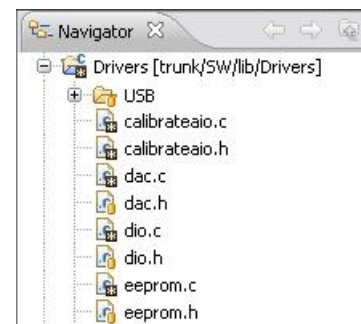 Navigator
Drivers [trunk/SW/lib/Drivers]
USB
calibrateaio.c
calibrateaio.h
dac.c
dac.h
dio.c
dio.h
eeprom.c
eeprom.h